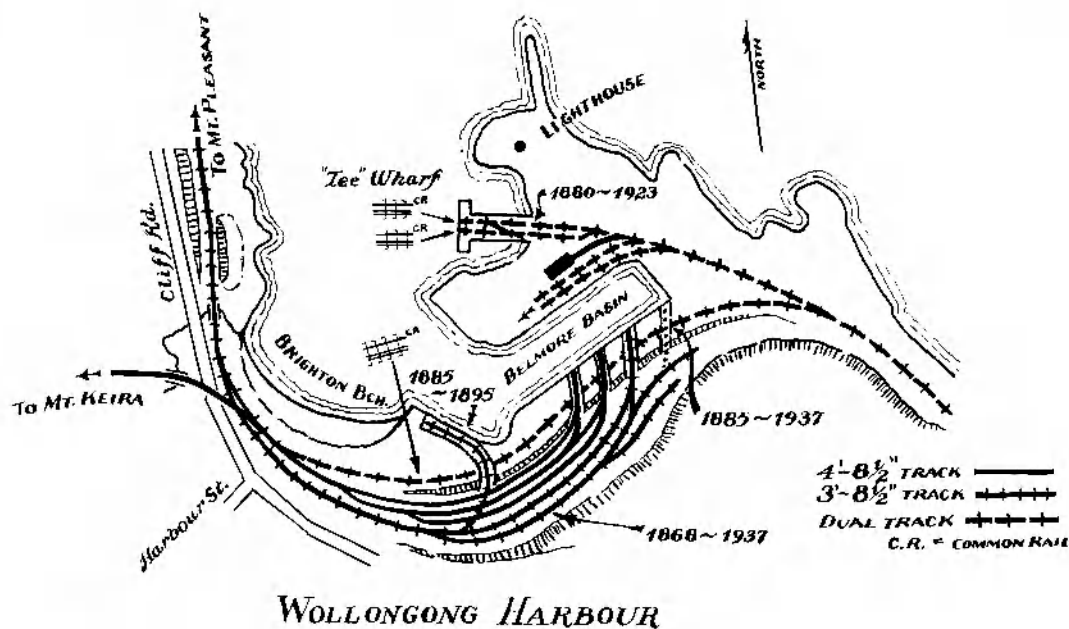 NORTH
LIGHTHOUSE
To MT. PLEASANT
"Tee" Wharf
CR
CR
1880~1923
Cliff Rd.
BRIGHTON BCH.
CR
1885
~1895
BELMORE BASIN
To MT. KEIRA
1885~1937
Harbour St.
1868~1937
4'-8½" TRACK
3'-8½" TRACK
DUAL TRACK
C.R. = COMMON RAIL
WOLLONGONG HARBOUR